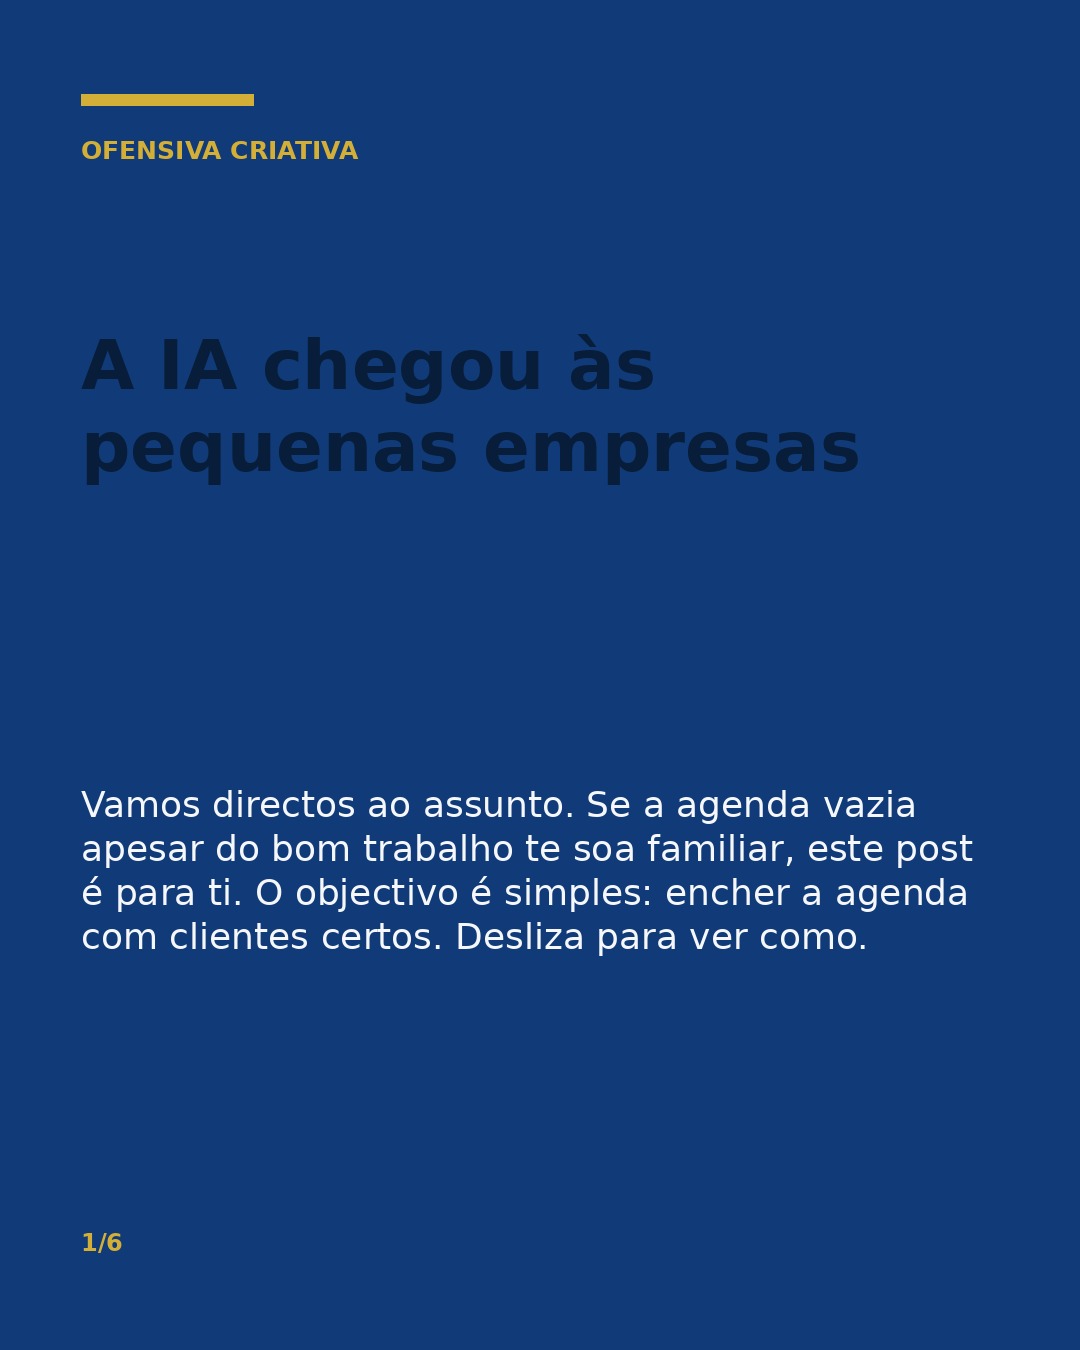 OFENSIVA CRIATIVA
A IA chegou às
pequenas empresas
Vamos directos ao assunto. Se a agenda vazia
apesar do bom trabalho te soa familiar, este post
é para ti. O objectivo é simples: encher a agenda
com clientes certos. Desliza para ver como.
1/6